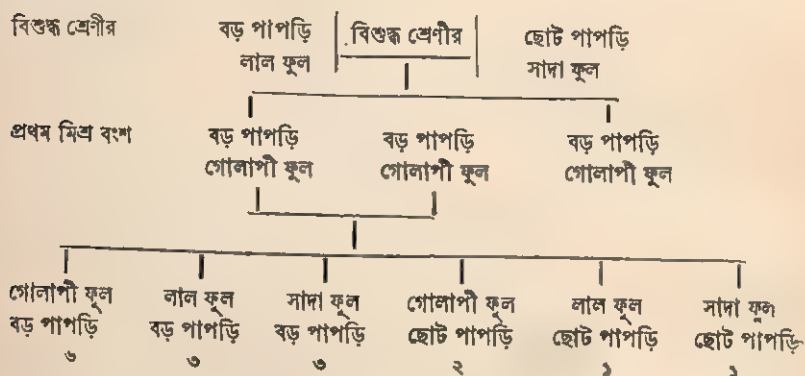 বিশুদ্ধ শ্রেণীর বড় পাপড়ি বিশুদ্ধ শ্রেণীর ছোট পাপড়ি
লাল ফুল সাদা ফুল
প্রথম মিশ্র বংশ বড় পাপড়ি বড় পাপড়ি বড় পাপড়ি
গোলাপী ফুল গোলাপী ফুল গোলাপী ফুল
গোলাপী ফুল লাল ফুল সাদা ফুল গোলাপী ফুল লাল ফুল সাদা ফুল
বড় পাপড়ি বড় পাপড়ি বড় পাপড়ি ছোট পাপড়ি ছোট পাপড়ি ছোট পাপড়ি
৬ ৩ ৩ ২ ১ ১